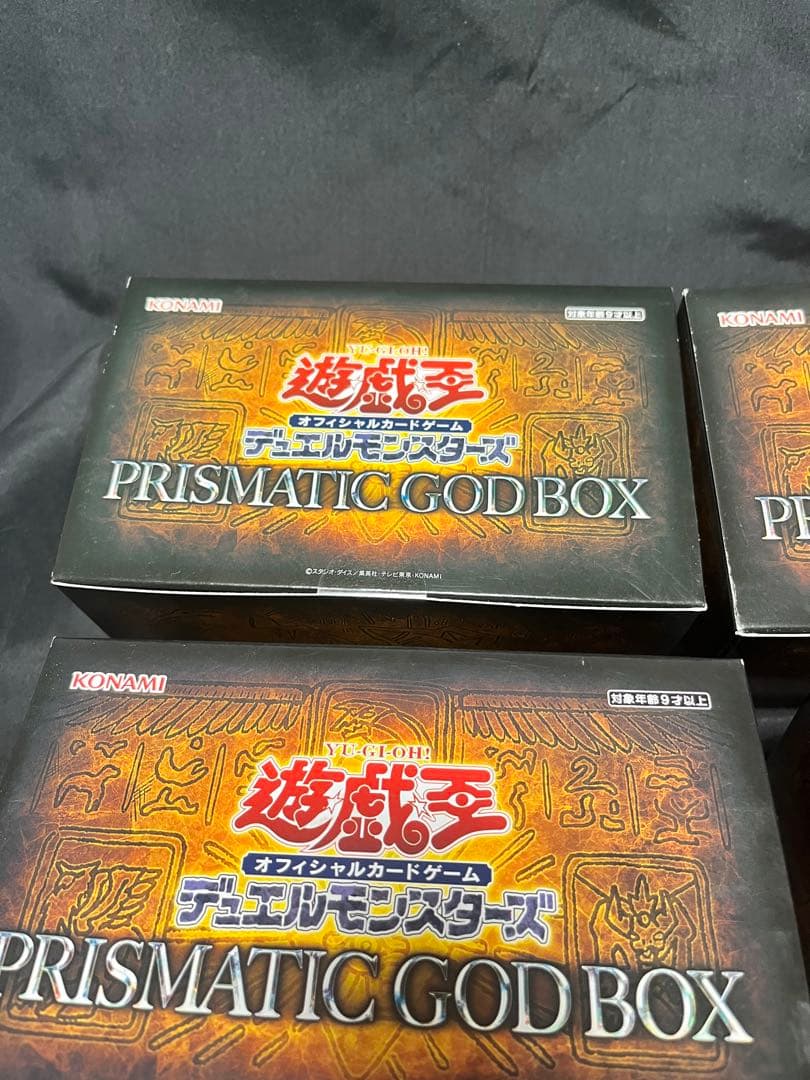 KONAMI
対象年齢9才以上
YU-GI-OH!
遊☆戯☆王
オフィシャルカードゲーム
デュエルモンスターズ
PRISMATIC GOD BOX
©スタジオ・ダイス/集英社・テレビ東京・KONAMI
KONAMI
PR
KONAMI
対象年齢9才以上
YU-GI-OH!
遊☆戯☆王
オフィシャルカードゲーム
デュエルモンスターズ
PRISMATIC GOD BOX